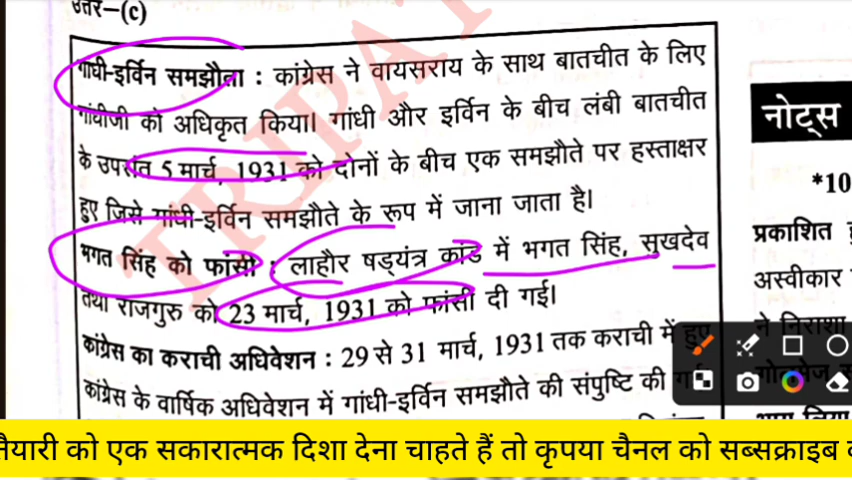 उत्तर–(c)
गांधी-इर्विन समझौता : कांग्रेस ने वायसराय के साथ बातचीत के लिए
गांधीजी को अधिकृत किया। गांधी और इर्विन के बीच लंबी बातचीत
के उपरांत 5 मार्च, 1931 को दोनों के बीच एक समझौते पर हस्ताक्षर
हुए जिसे गांधी-इर्विन समझौते के रूप में जाना जाता है।
भगत सिंह को फांसी : लाहौर षड्यंत्र कांड में भगत सिंह, सुखदेव
तथा राजगुरु को 23 मार्च, 1931 को फांसी दी गई।
कांग्रेस का कराची अधिवेशन : 29 से 31 मार्च, 1931 तक कराची में हुए
कांग्रेस के वार्षिक अधिवेशन में गांधी-इर्विन समझौते की संपुष्टि की गई
नोट्स
*10
प्रकाशित
अस्वीकार
ने निराशा
गोलमेज
भाग लिया
TRIPAT
तैयारी को एक सकारात्मक दिशा देना चाहते हैं तो कृपया चैनल को सब्सक्राइब